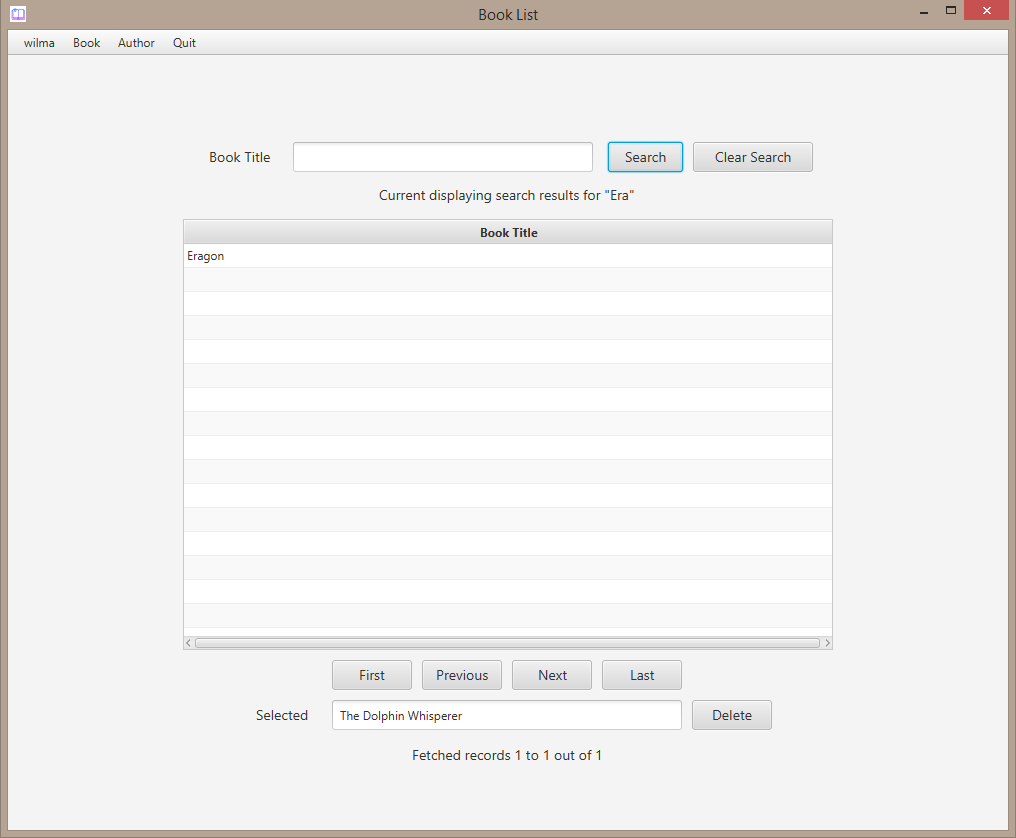 Book List
wilma Book Author Quit
Book Title Search Clear Search
Current displaying search results for "Era"
Book Title
Eragon
First Previous Next Last
Selected The Dolphin Whisperer Delete
Fetched records 1 to 1 out of 1